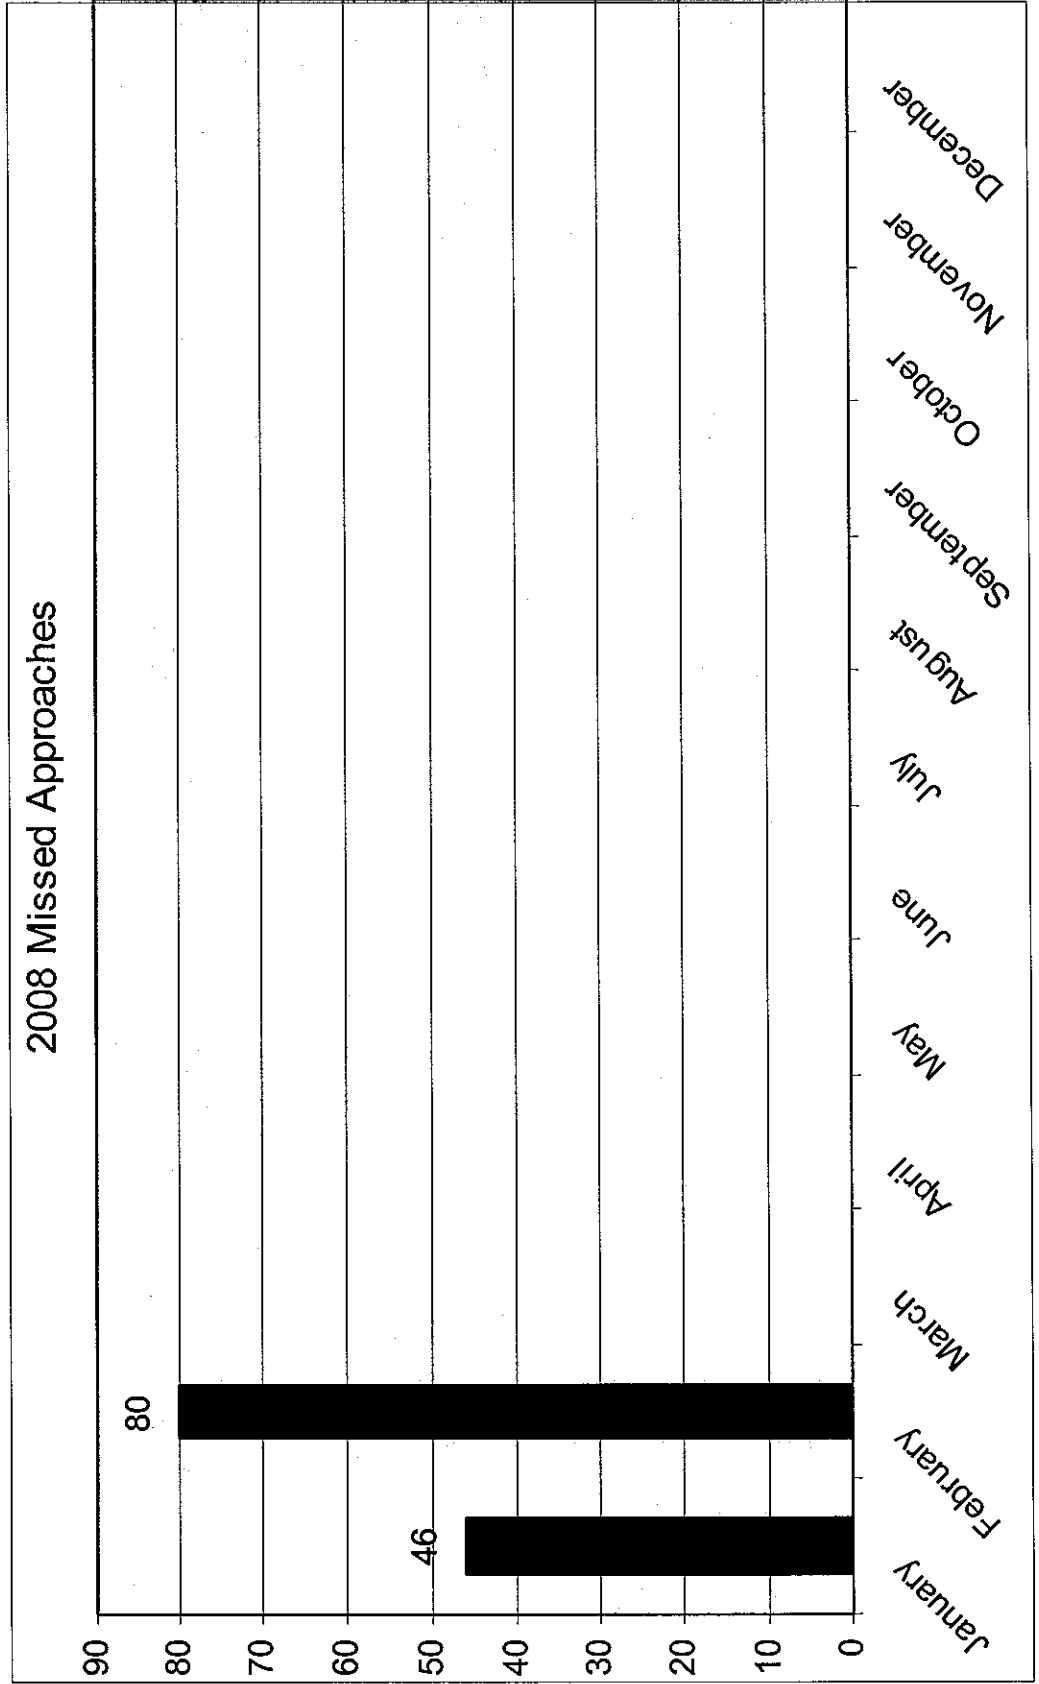 2008 Missed Approaches
90
80
70
60
50
40
30
20
10
0
46
80
January
February
March
April
May
June
July
August
September
October
November
December